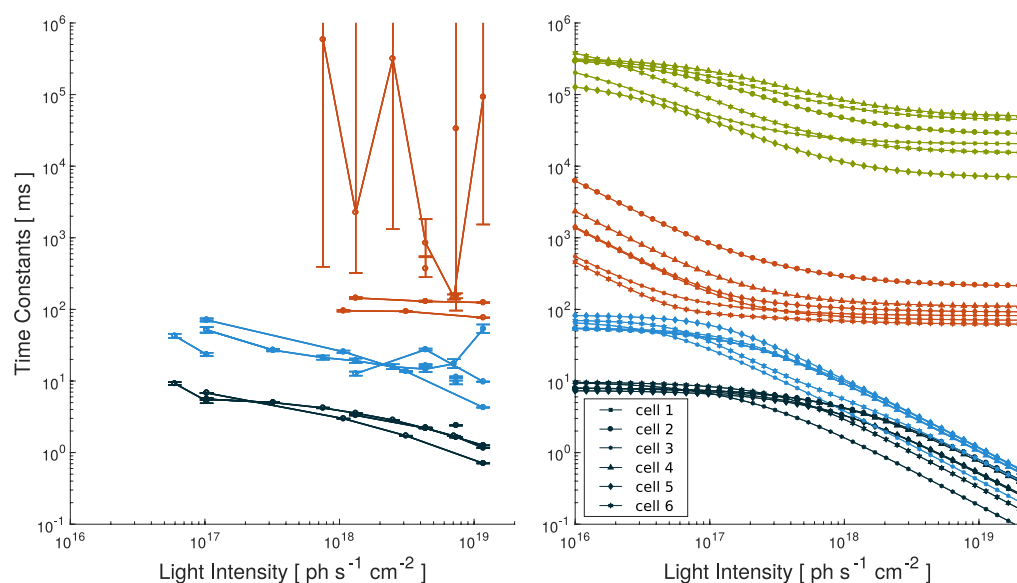 Time Constants [ ms ]
10^6
10^5
10^4
10^3
10^2
10^1
10^0
10^-1
10^16
10^17
10^18
10^19
Light Intensity [ ph s^-1 cm^-2 ]
10^6
10^5
10^4
10^3
10^2
10^1
10^0
10^-1
cell 1
cell 2
cell 3
cell 4
cell 5
cell 6
10^16
10^17
10^18
10^19
Light Intensity [ ph s^-1 cm^-2 ]